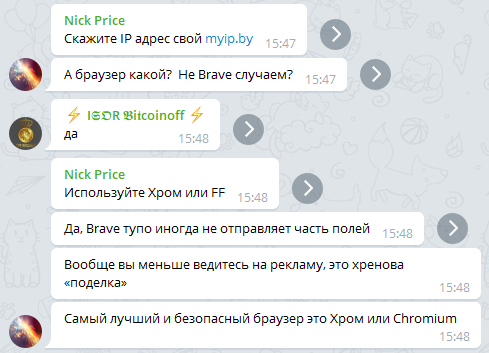 Nick Price
Скажите IP адрес свой myip.by
15:47
А браузер какой? Не Brave случаем?
15:47
⚡ I𝕾𝕺R 𝕭itcoinoff ⚡
да
15:48
Nick Price
Используйте Хром или FF
15:48
Да, Brave тупо иногда не отправляет часть полей
15:48
Вообще вы меньше ведитесь на рекламу, это хренова
«поделка»
15:48
Самый лучший и безопасный браузер это Хром или Chromium
15:48